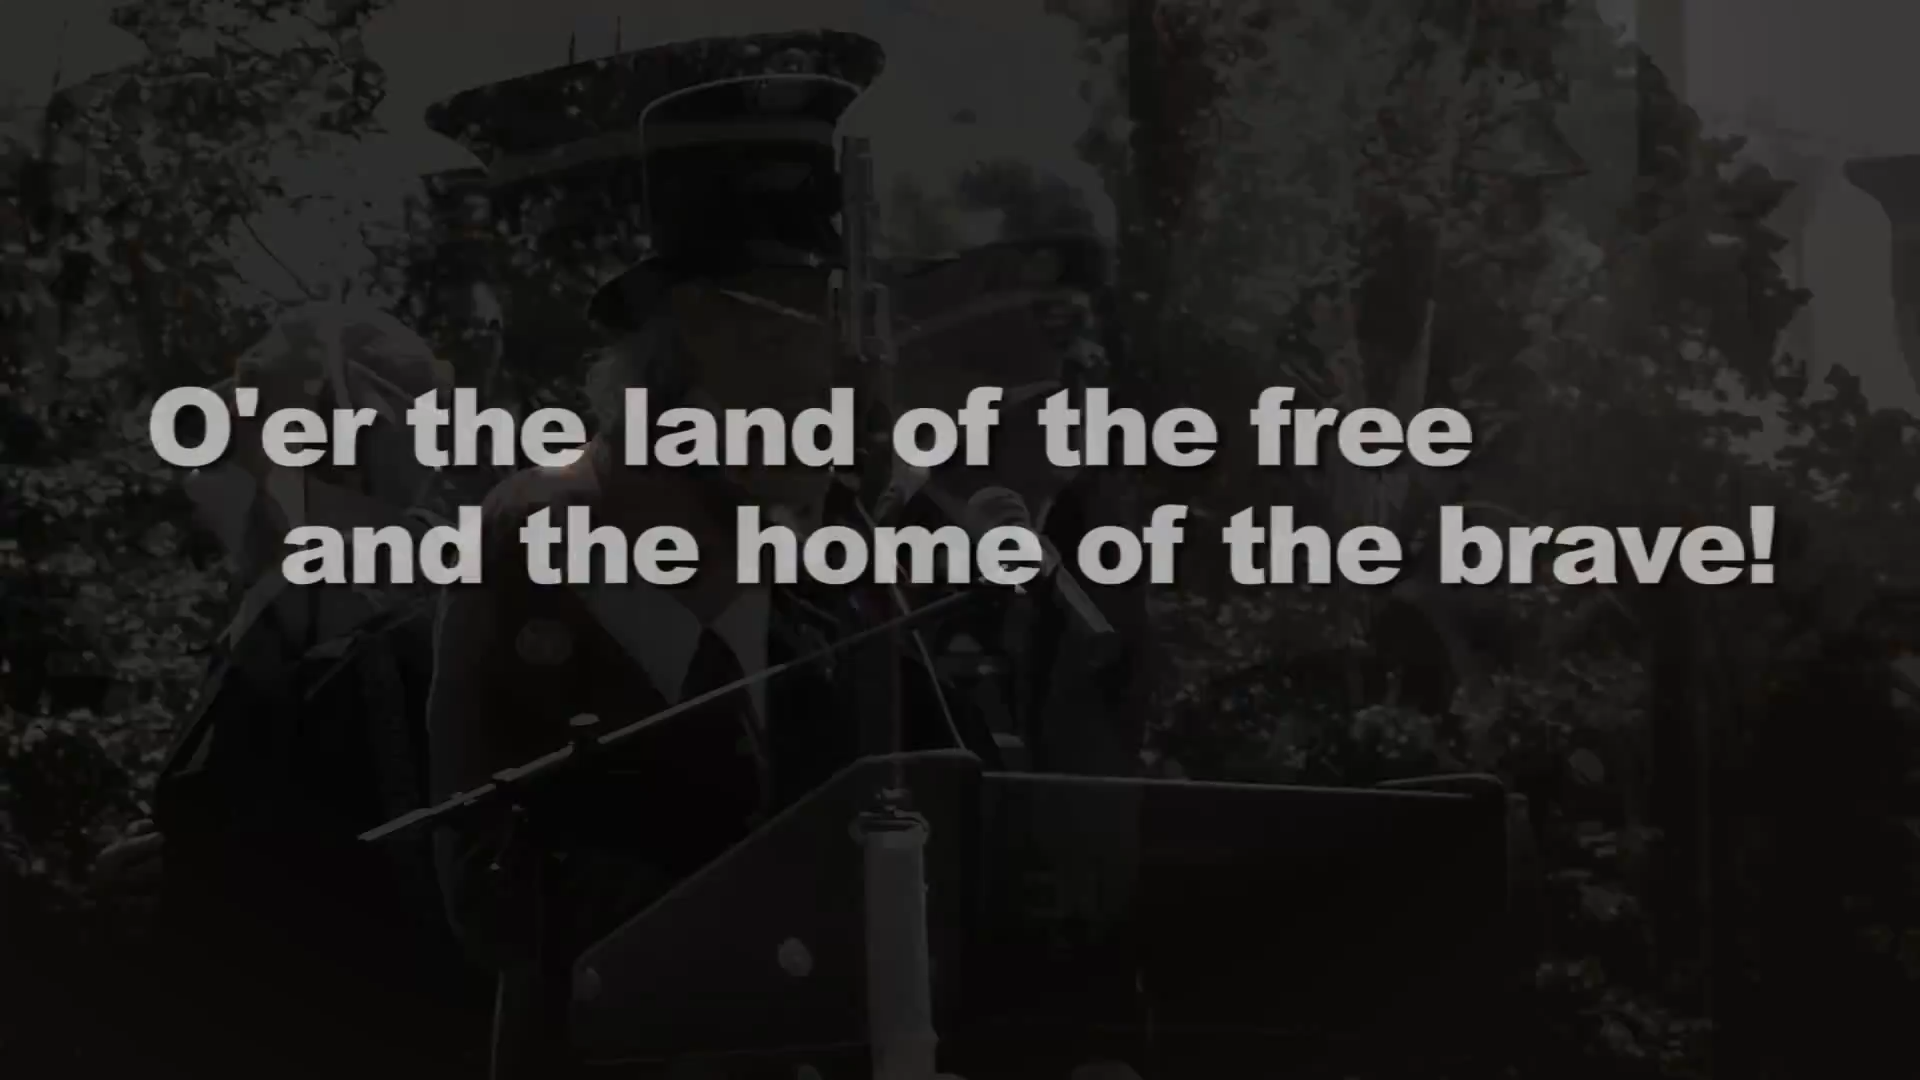 O'er the land of the free
and the home of the brave!